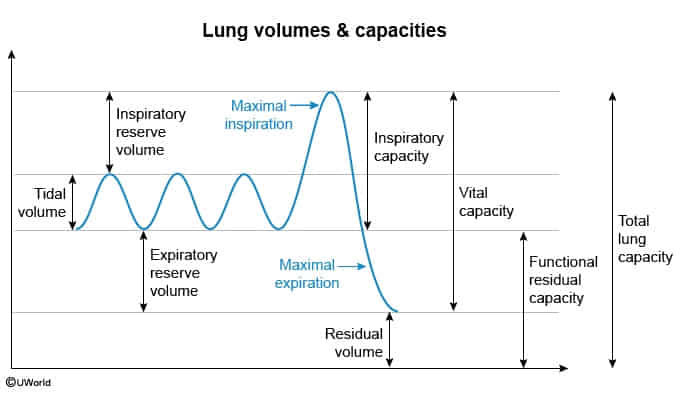 Lung volumes & capacities
Inspiratory
reserve
volume
Maximal
inspiration
Inspiratory
capacity
Tidal
volume
Vital
capacity
Total
lung
capacity
Expiratory
reserve
volume
Maximal
expiration
Functional
residual
capacity
Residual
volume
©UWorld